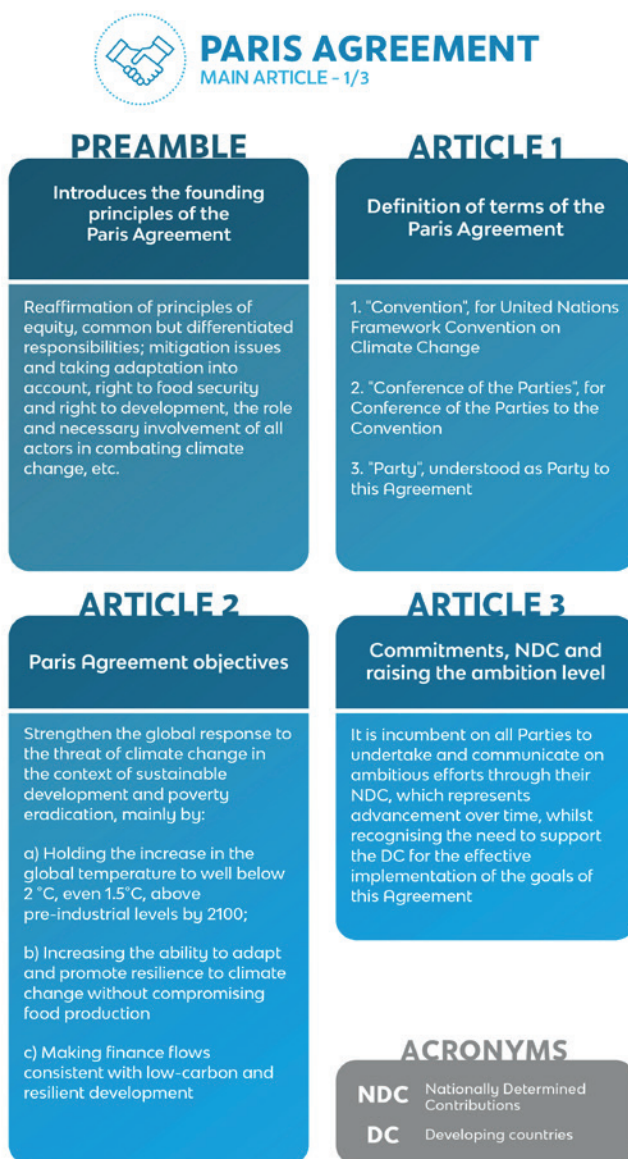 PARIS AGREEMENT
MAIN ARTICLE - 1/3
PREAMBLE
Introduces the founding
principles of the
Paris Agreement
Reaffirmation of principles of
equity, common but differentiated
responsibilities; mitigation issues
and taking adaptation into
account, right to food security
and right to development, the role
and necessary involvement of all
actors in combating climate
change, etc.
ARTICLE 1
Definition of terms of the
Paris Agreement
1. "Convention", for United Nations
Framework Convention on
Climate Change
2. "Conference of the Parties", for
Conference of the Parties to the
Convention
3. "Party", understood as Party to
this Agreement
ARTICLE 2
Paris Agreement objectives
Strengthen the global response to
the threat of climate change in
the context of sustainable
development and poverty
eradication, mainly by:
a) Holding the increase in the
global temperature to well below
2 °C, even 1.5°C, above
pre-industrial levels by 2100;
b) Increasing the ability to adapt
and promote resilience to climate
change without compromising
food production
c) Making finance flows
consistent with low-carbon and
resilient development
ARTICLE 3
Commitments, NDC and
raising the ambition level
It is incumbent on all Parties to
undertake and communicate on
ambitious efforts through their
NDC, which represents
advancement over time, whilst
recognising the need to support
the DC for the effective
implementation of the goals of
this Agreement
ACRONYMS
NDC Nationally Determined
Contributions
DC Developing countries